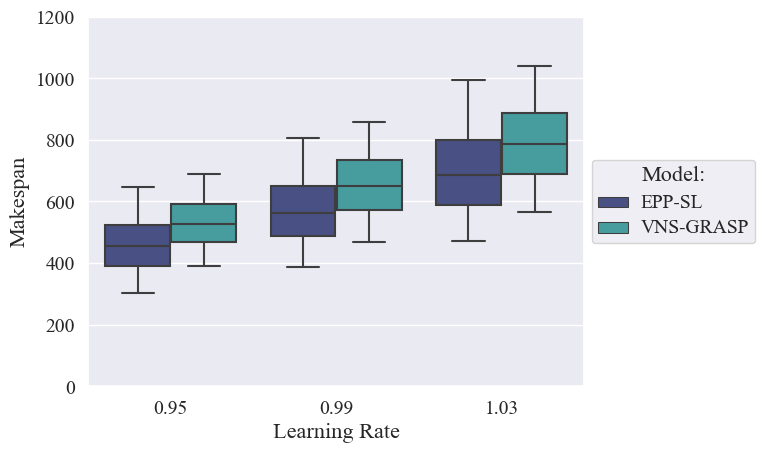 1200
1000
800
600
400
200
0
Makespan
0.95
0.99
1.03
Learning Rate
Model:
EPP-SL
VNS-GRASP